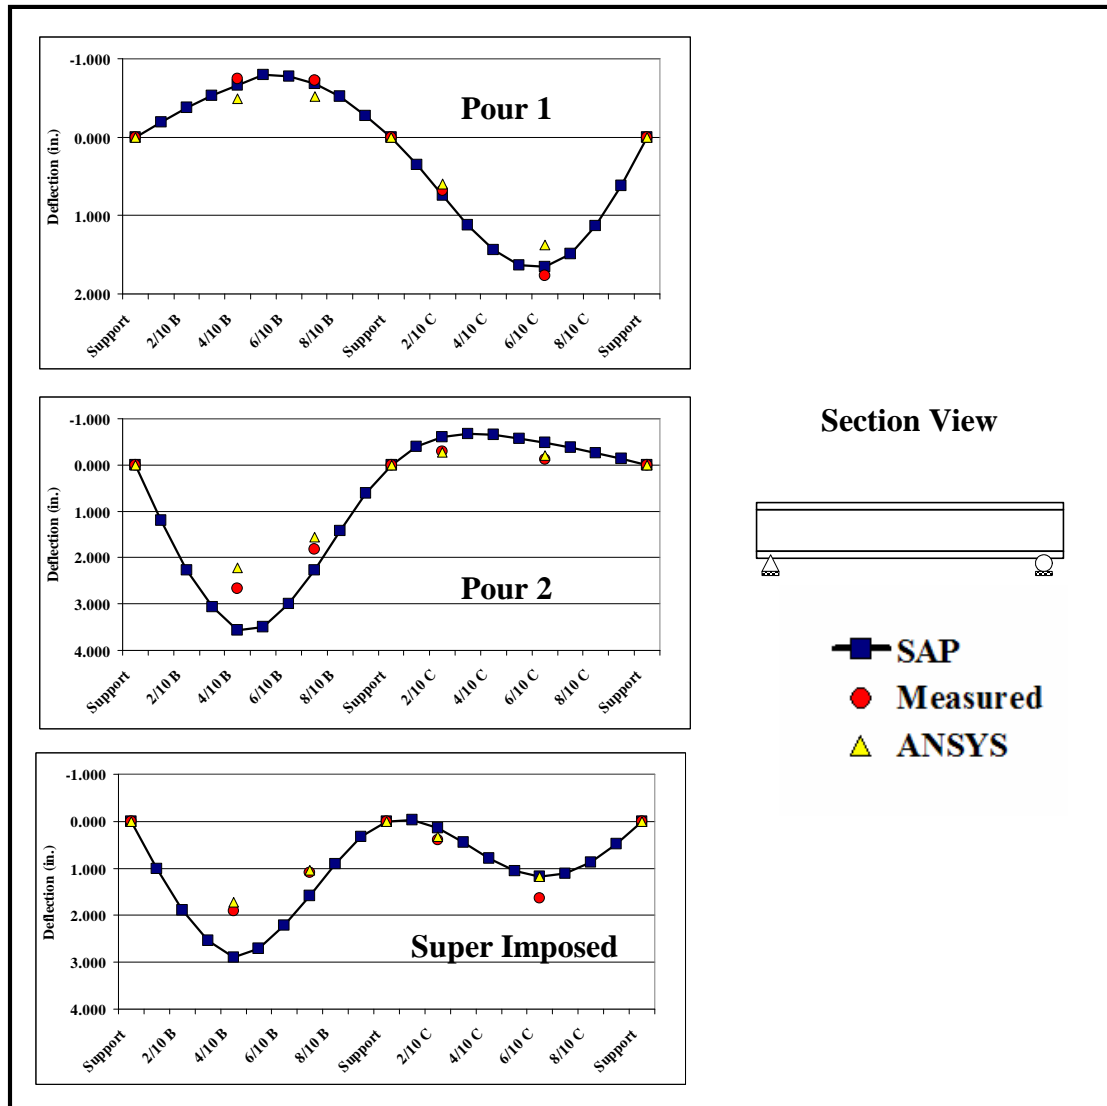 -1.000
0.000
1.000
2.000
Deflection (in.)
Pour 1
Support
2/10 B
4/10 B
6/10 B
8/10 B
Support
2/10 C
4/10 C
6/10 C
8/10 C
Support
-1.000
0.000
1.000
2.000
3.000
4.000
Deflection (in.)
Pour 2
Support
2/10 B
4/10 B
6/10 B
8/10 B
Support
2/10 C
4/10 C
6/10 C
8/10 C
Support
-1.000
0.000
1.000
2.000
3.000
4.000
Deflection (in.)
Super Imposed
Support
2/10 B
4/10 B
6/10 B
8/10 B
Support
2/10 C
4/10 C
6/10 C
8/10 C
Support
Section View
SAP
Measured
ANSYS